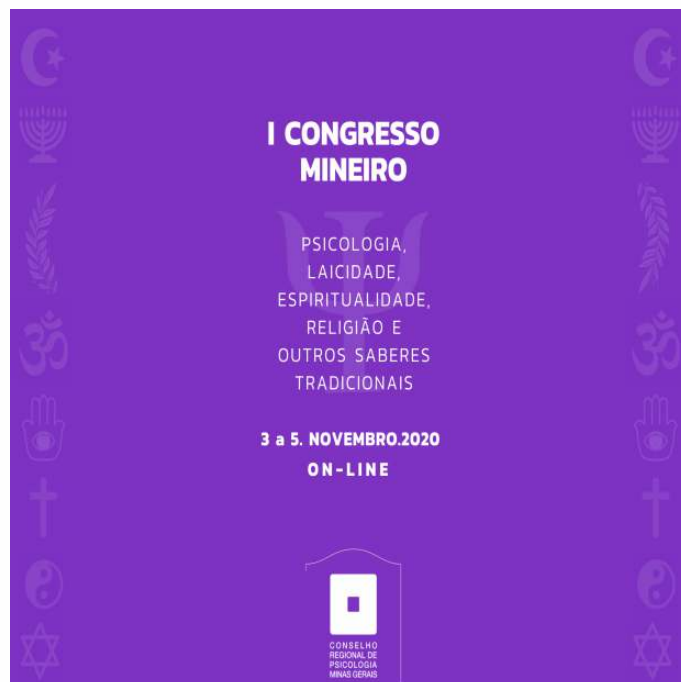 I CONGRESSO
MINEIRO
PSICOLOGIA,
LAICIDADE,
ESPIRITUALIDADE,
RELIGIÃO E
OUTROS SABERES
TRADICIONAIS
3 a 5. NOVEMBRO.2020
ON-LINE
CONSELHO
REGIONAL DE
PSICOLOGIA
MINAS GERAIS